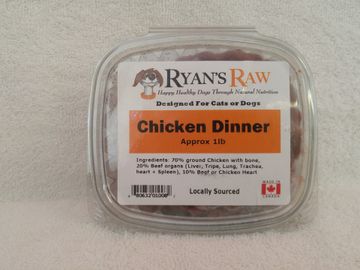 RYAN'S RAW
Happy Healthy Dogs Through Natural Nutrition
Designed For Cats or Dogs
Chicken Dinner
Approx 1lb
Ingredients: 70% ground Chicken with bone,
20% Beef organs (Liver, Tripe, Lung, Trachea,
heart + Spleen), 10% Beef or Chicken Heart
Locally Sourced
MADE IN
CANADA